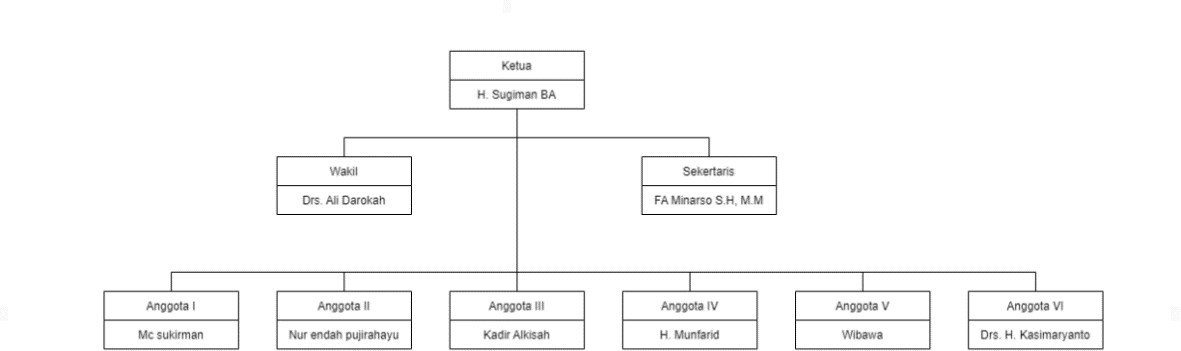 Ketua
H. Sugiman BA
Wakil
Drs. Ali Darokah
Sekertaris
FA Minarso S.H, M.M
Anggota I
Mc sukirman
Anggota II
Nur endah pujirahayu
Anggota III
Kadir Alkisah
Anggota IV
H. Munfarid
Anggota V
Wibawa
Anggota VI
Drs. H. Kasimaryanto